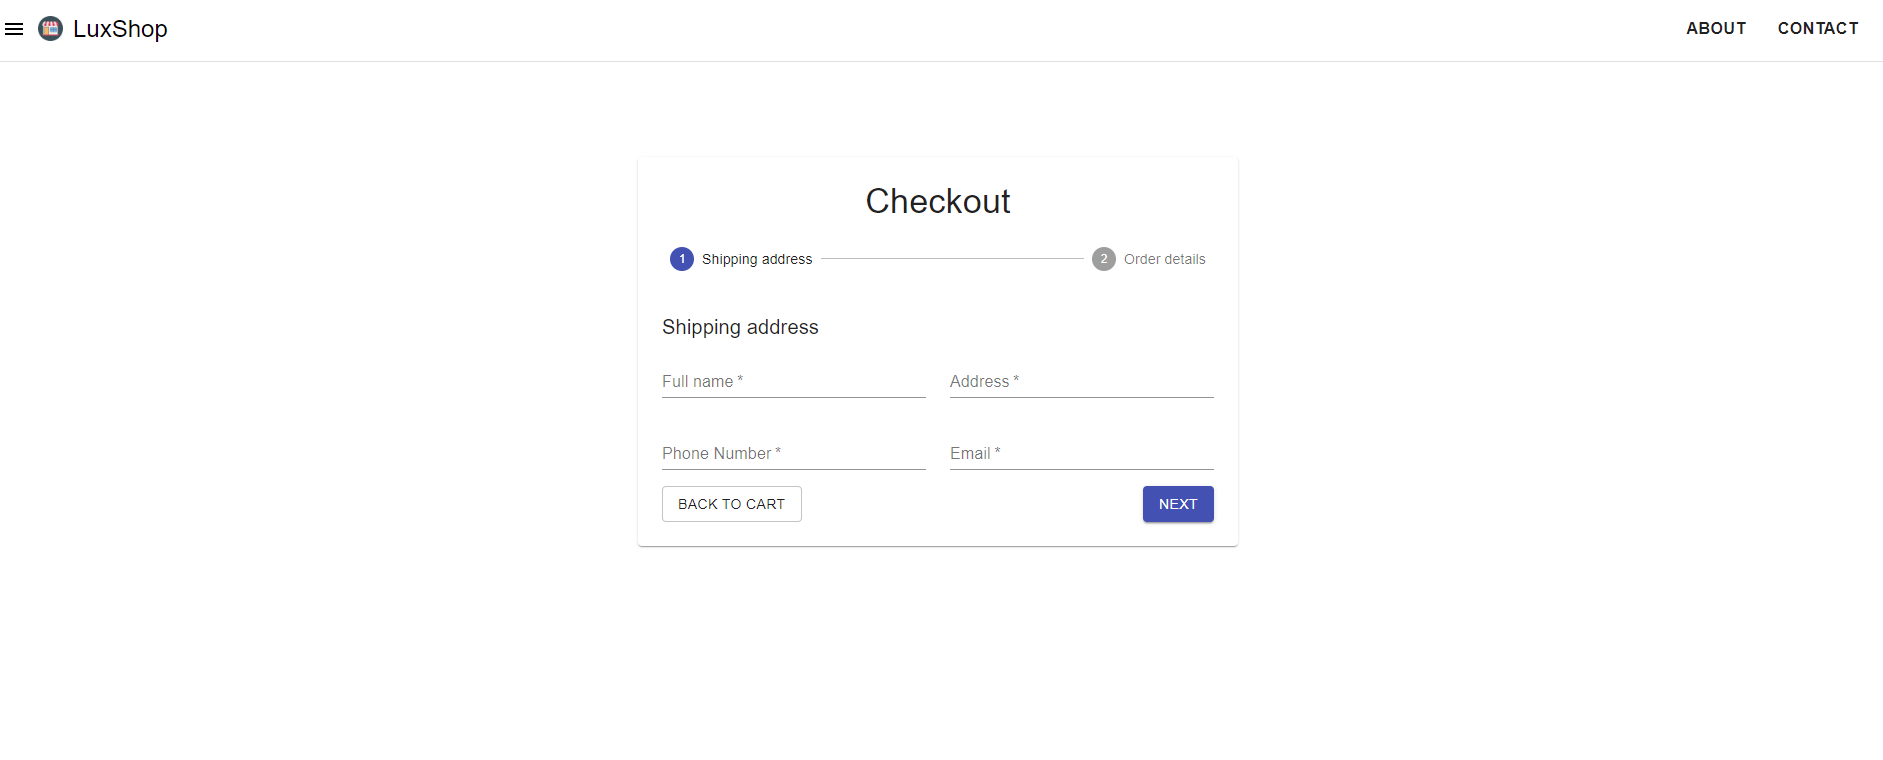 LuxShop
ABOUT CONTACT
Checkout
1 Shipping address 2 Order details
Shipping address
Full name * Address *
Phone Number * Email *
BACK TO CART NEXT